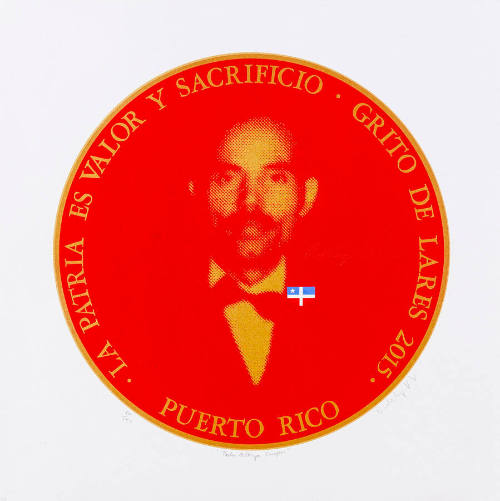 · LA PATRIA ES VALOR Y SACRIFICIO · GRITO DE LARES 2015 ·
PUERTO RICO